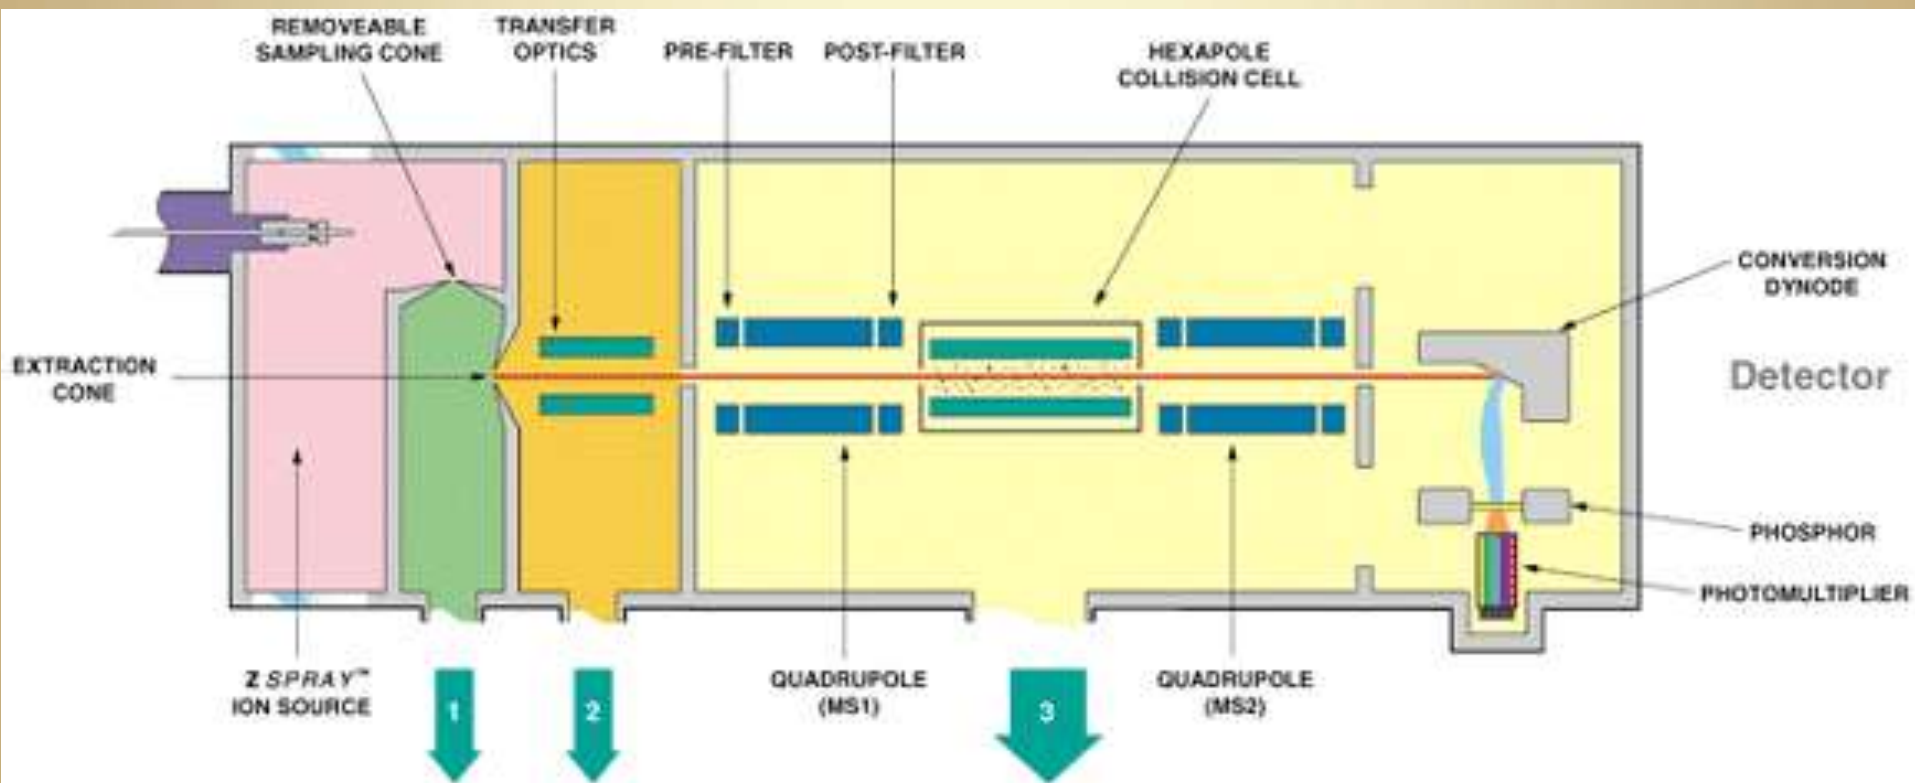 REMOVEABLE
SAMPLING CONE
TRANSFER
OPTICS
PRE-FILTER
POST-FILTER
HEXAPOLE
COLLISION CELL
CONVERSION
DYNODE
EXTRACTION
CONE
Detector
PHOSPHOR
PHOTOMULTIPLIER
Z SPRAY™
ION SOURCE
1
2
QUADRUPOLE
(MS1)
3
QUADRUPOLE
(MS2)